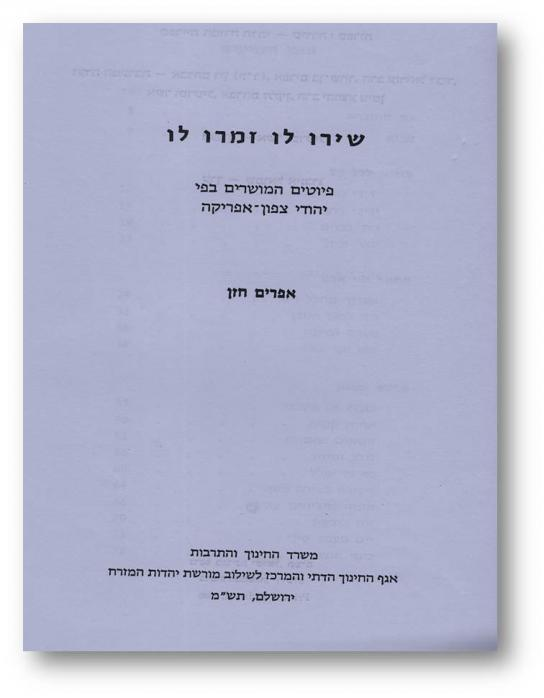 שירו לו זמרו לו
פיוטים המושרים בפי
יהודי צפון־אפריקה
אפרים חזן
משרד החינוך והתרבות
אגף החינוך הדתי והמרכז לשילוב מורשת יהדות המזרח
ירושלים, תש״מ